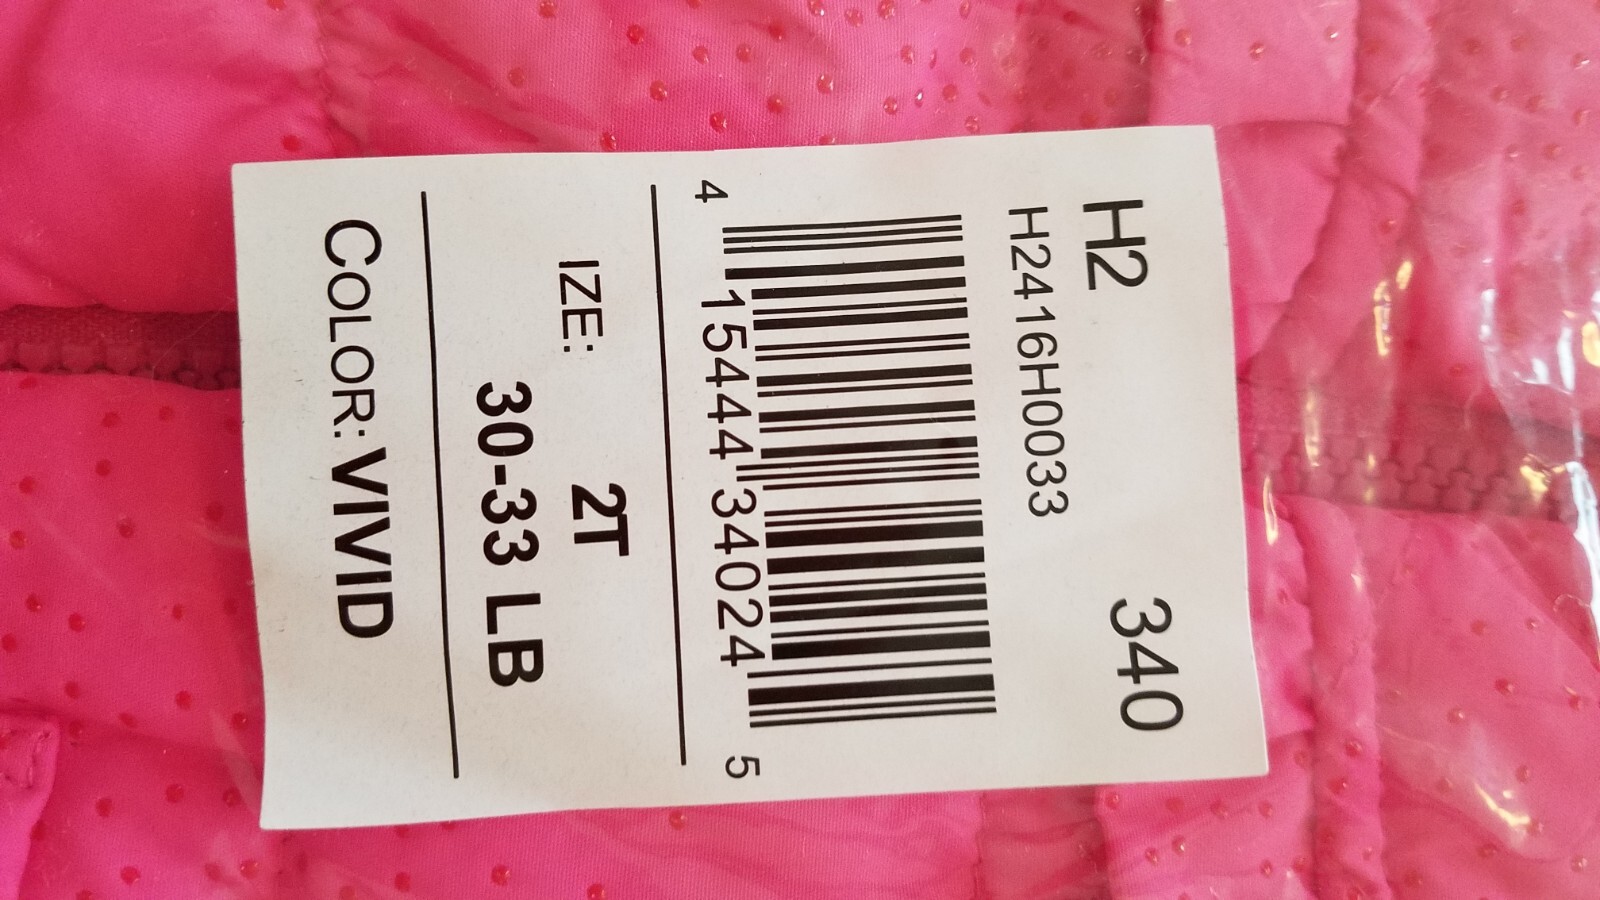 H2 340
H2416H0033
4 15444 34024 5
IZE: 2T
30-33 LB
COLOR: VIVID